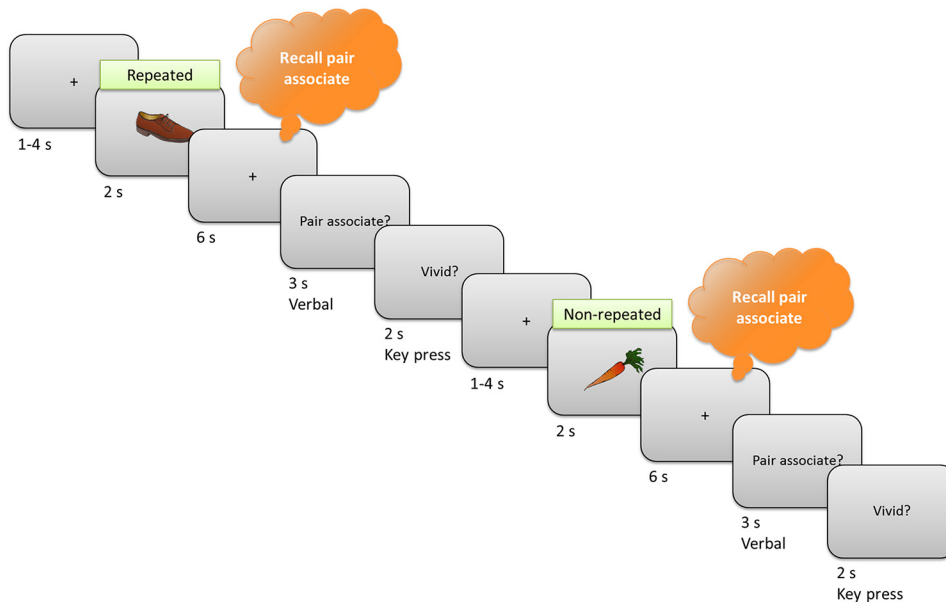 +
1-4 s
Repeated
2 s
Recall pair
associate
+
6 s
Pair associate?
3 s
Verbal
Vivid?
2 s
Key press
+
1-4 s
Non-repeated
2 s
Recall pair
associate
+
6 s
Pair associate?
3 s
Verbal
Vivid?
2 s
Key press